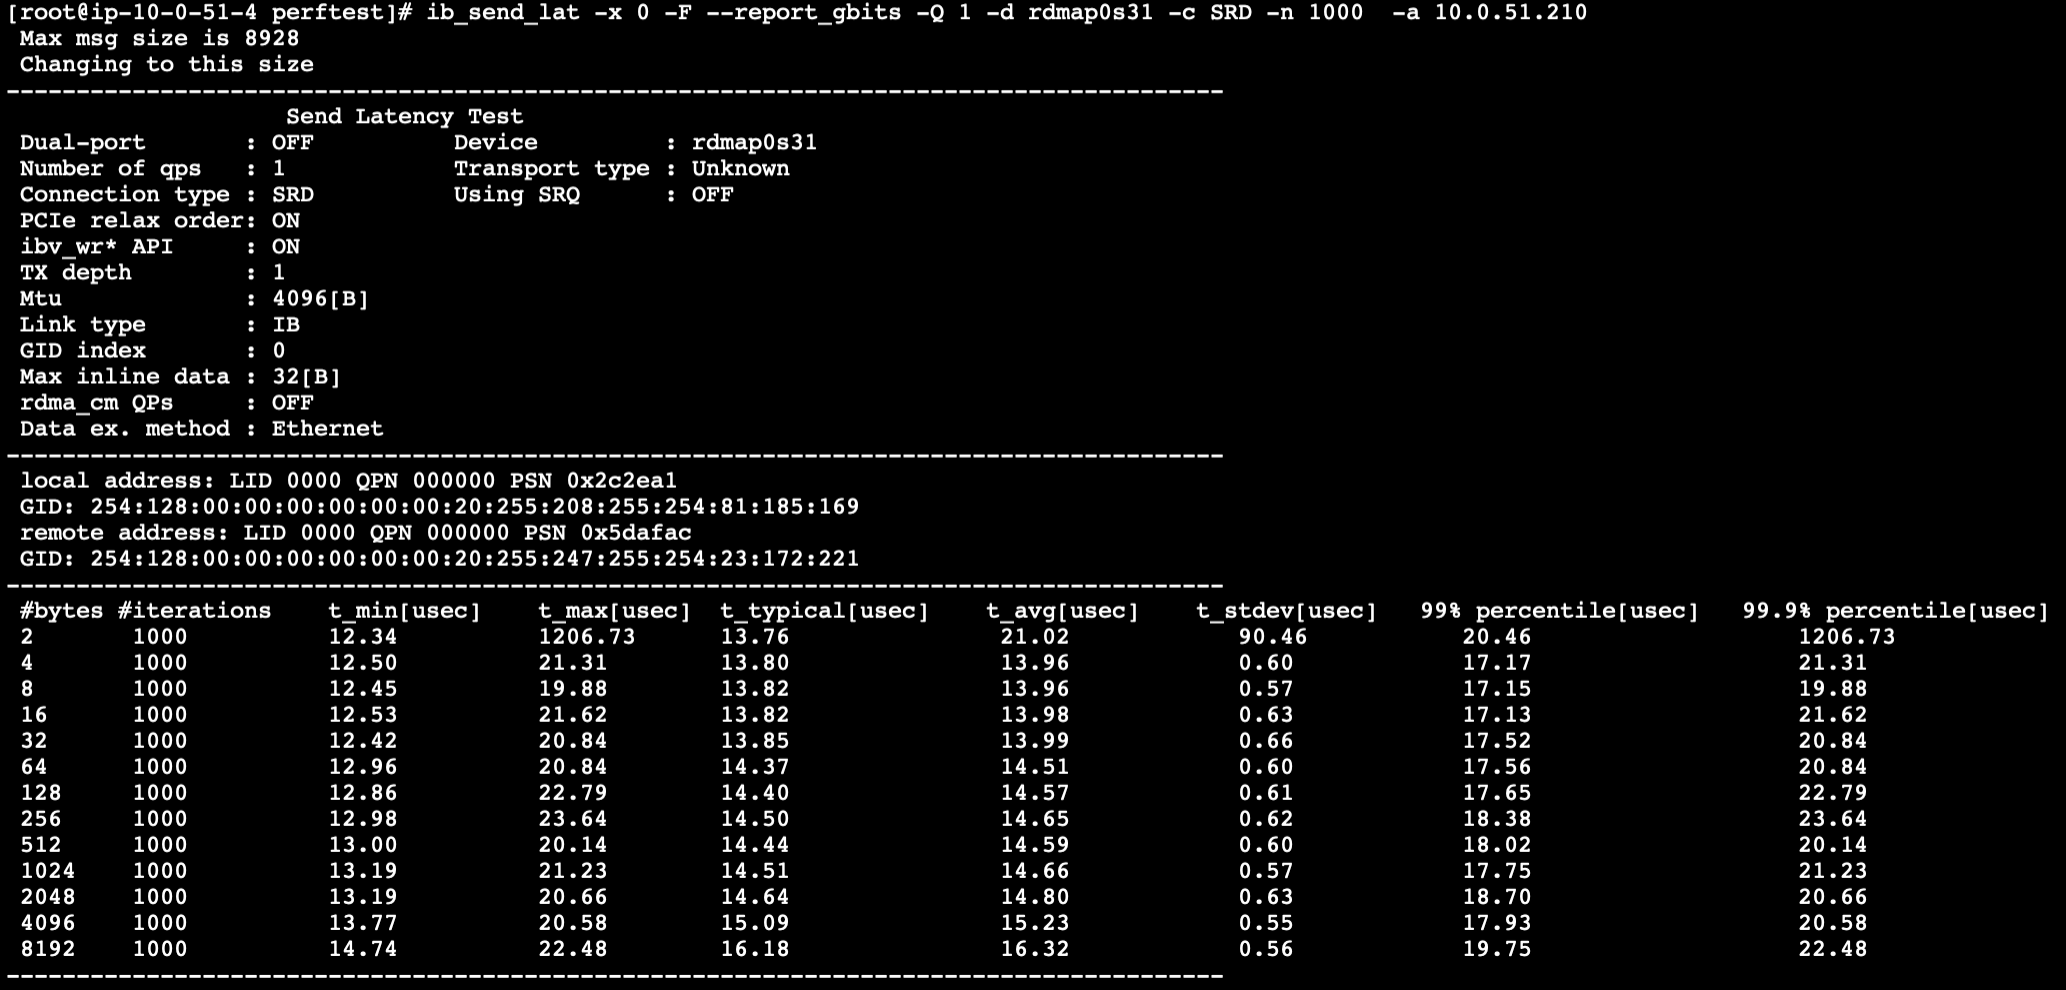 [root@ip-10-0-51-4 perftest]# ib_send_lat -x 0 -F --report_gbits -Q 1 -d rdmap0s31 -c SRD -n 1000  -a 10.0.51.210
Max msg size is 8928
Changing to this size
---------------------------------------------------------------------------------------
Send Latency Test
Dual-port       : OFF          Device         : rdmap0s31
Number of qps   : 1            Transport type : Unknown
Connection type : SRD          Using SRQ      : OFF
PCIe relax order: ON
ibv_wr* API     : ON
TX depth        : 1
Mtu             : 4096[B]
Link type       : IB
GID index       : 0
Max inline data : 32[B]
rdma_cm QPs     : OFF
Data ex. method : Ethernet
---------------------------------------------------------------------------------------
local address: LID 0000 QPN 000000 PSN 0x2c2ea1
GID: 254:128:00:00:00:00:00:00:20:255:208:255:254:81:185:169
remote address: LID 0000 QPN 000000 PSN 0x5dafac
GID: 254:128:00:00:00:00:00:00:20:255:247:255:254:23:172:221
---------------------------------------------------------------------------------------
#bytes #iterations    t_min[usec]    t_max[usec]  t_typical[usec]    t_avg[usec]    t_stdev[usec]   99% percentile[usec]   99.9% percentile[usec]
2       1000          12.34          1206.73      13.76              21.02          90.46           20.46                  1206.73
4       1000          12.50          21.31        13.80              13.96          0.60            17.17                  21.31
8       1000          12.45          19.88        13.82              13.96          0.57            17.15                  19.88
16      1000          12.53          21.62        13.82              13.98          0.63            17.13                  21.62
32      1000          12.42          20.84        13.85              13.99          0.66            17.52                  20.84
64      1000          12.96          20.84        14.37              14.51          0.60            17.56                  20.84
128     1000          12.86          22.79        14.40              14.57          0.61            17.65                  22.79
256     1000          12.98          23.64        14.50              14.65          0.62            18.38                  23.64
512     1000          13.00          20.14        14.44              14.59          0.60            18.02                  20.14
1024    1000          13.19          21.23        14.51              14.66          0.57            17.75                  21.23
2048    1000          13.19          20.66        14.64              14.80          0.63            18.70                  20.66
4096    1000          13.77          20.58        15.09              15.23          0.55            17.93                  20.58
8192    1000          14.74          22.48        16.18              16.32          0.56            19.75                  22.48
---------------------------------------------------------------------------------------